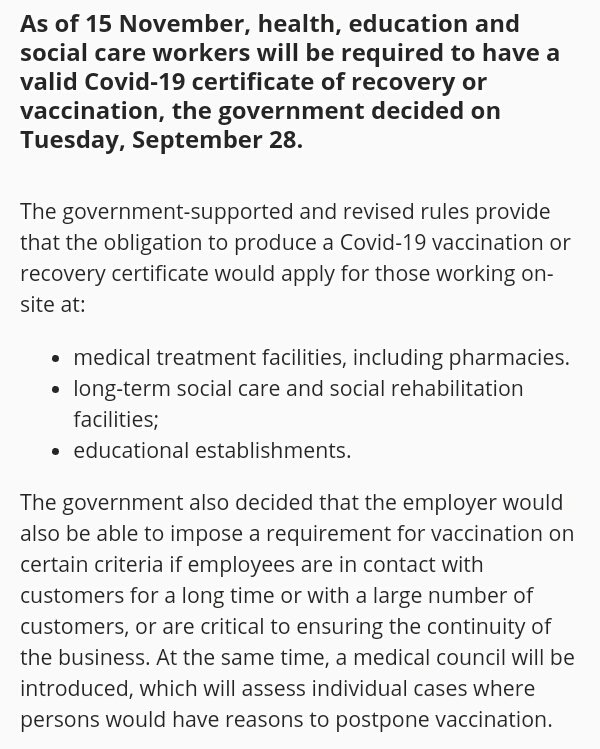 As of 15 November, health, education and
social care workers will be required to have a
valid Covid-19 certificate of recovery or
vaccination, the government decided on
Tuesday, September 28.
The government-supported and revised rules provide
that the obligation to produce a Covid-19 vaccination or
recovery certificate would apply for those working on-
site at:
• medical treatment facilities, including pharmacies.
• long-term social care and social rehabilitation
facilities;
• educational establishments.
The government also decided that the employer would
also be able to impose a requirement for vaccination on
certain criteria if employees are in contact with
customers for a long time or with a large number of
customers, or are critical to ensuring the continuity of
the business. At the same time, a medical council will be
introduced, which will assess individual cases where
persons would have reasons to postpone vaccination.